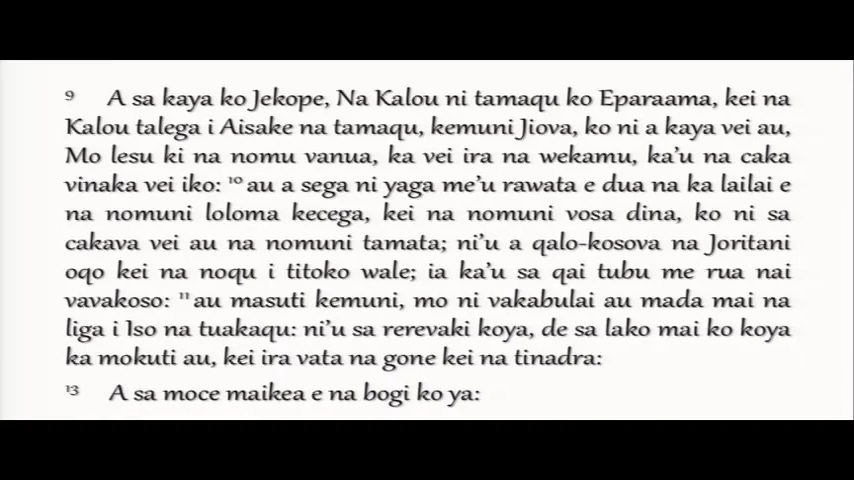 9 A sa kaya ko Jekope, Na Kalou ni tamaqu ko Eparaama, kei na
Kalou talega i Aisake na tamaqu, kemuni Jiova, ko ni a kaya vei au,
Mo lesu ki na nomu vanua, ka vei ira na wekamu, ka'u na caka
vinaka vei iko: 10 au a sega ni yaga me'u rawata e dua na ka lailai e
na nomuni loloma kecega, kei na nomuni vosa dina, ko ni sa
cakava vei au na nomuni tamata; ni'u a qalo-kosova na Joritani
oqo kei na noqu i titoko wale; ia ka'u sa qai tubu me rua nai
vavakoso: 11 au masuti kemuni, mo ni vakabulai au mada mai na
liga i Iso na tuakaqu: ni'u sa rerevaki koya, de sa lako mai ko koya
ka mokuti au, kei ira vata na gone kei na tinadra:
13 A sa moce maikea e na bogi ko ya: